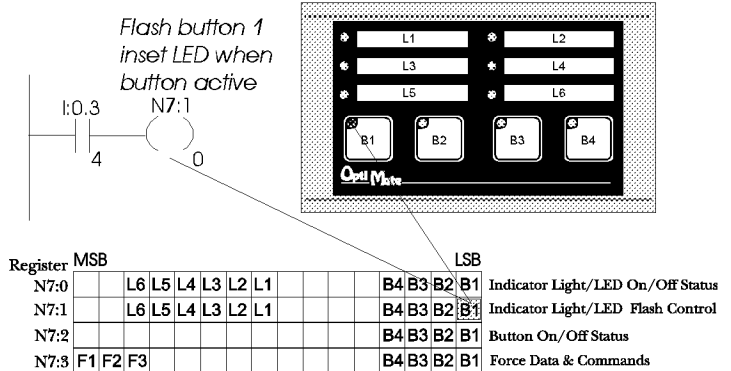 Flash button 1
inset LED when
button active
I:0.3 N7:1
4 0
L1 L2
L3 L4
L5 L6
B1 B2 B3 B4
Opti Mate
Register MSB LSB
N7:0 L6 L5 L4 L3 L2 L1 B4 B3 B2 B1 Indicator Light/LED On/Off Status
N7:1 L6 L5 L4 L3 L2 L1 B4 B3 B2 B1 Indicator Light/LED Flash Control
N7:2 B4 B3 B2 B1 Button On/Off Status
N7:3 F1 F2 F3 B4 B3 B2 B1 Force Data & Commands